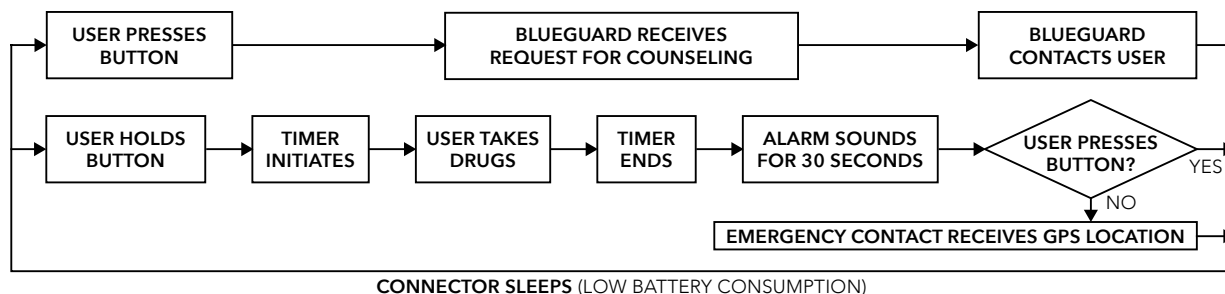 USER PRESSES
BUTTON
BLUEGUARD RECEIVES
REQUEST FOR COUNSELING
BLUEGUARD
CONTACTS USER
USER HOLDS
BUTTON
TIMER
INITIATES
USER TAKES
DRUGS
TIMER
ENDS
ALARM SOUNDS
FOR 30 SECONDS
USER PRESSES
BUTTON?
YES
NO
EMERGENCY CONTACT RECEIVES GPS LOCATION
CONNECTOR SLEEPS (LOW BATTERY CONSUMPTION)